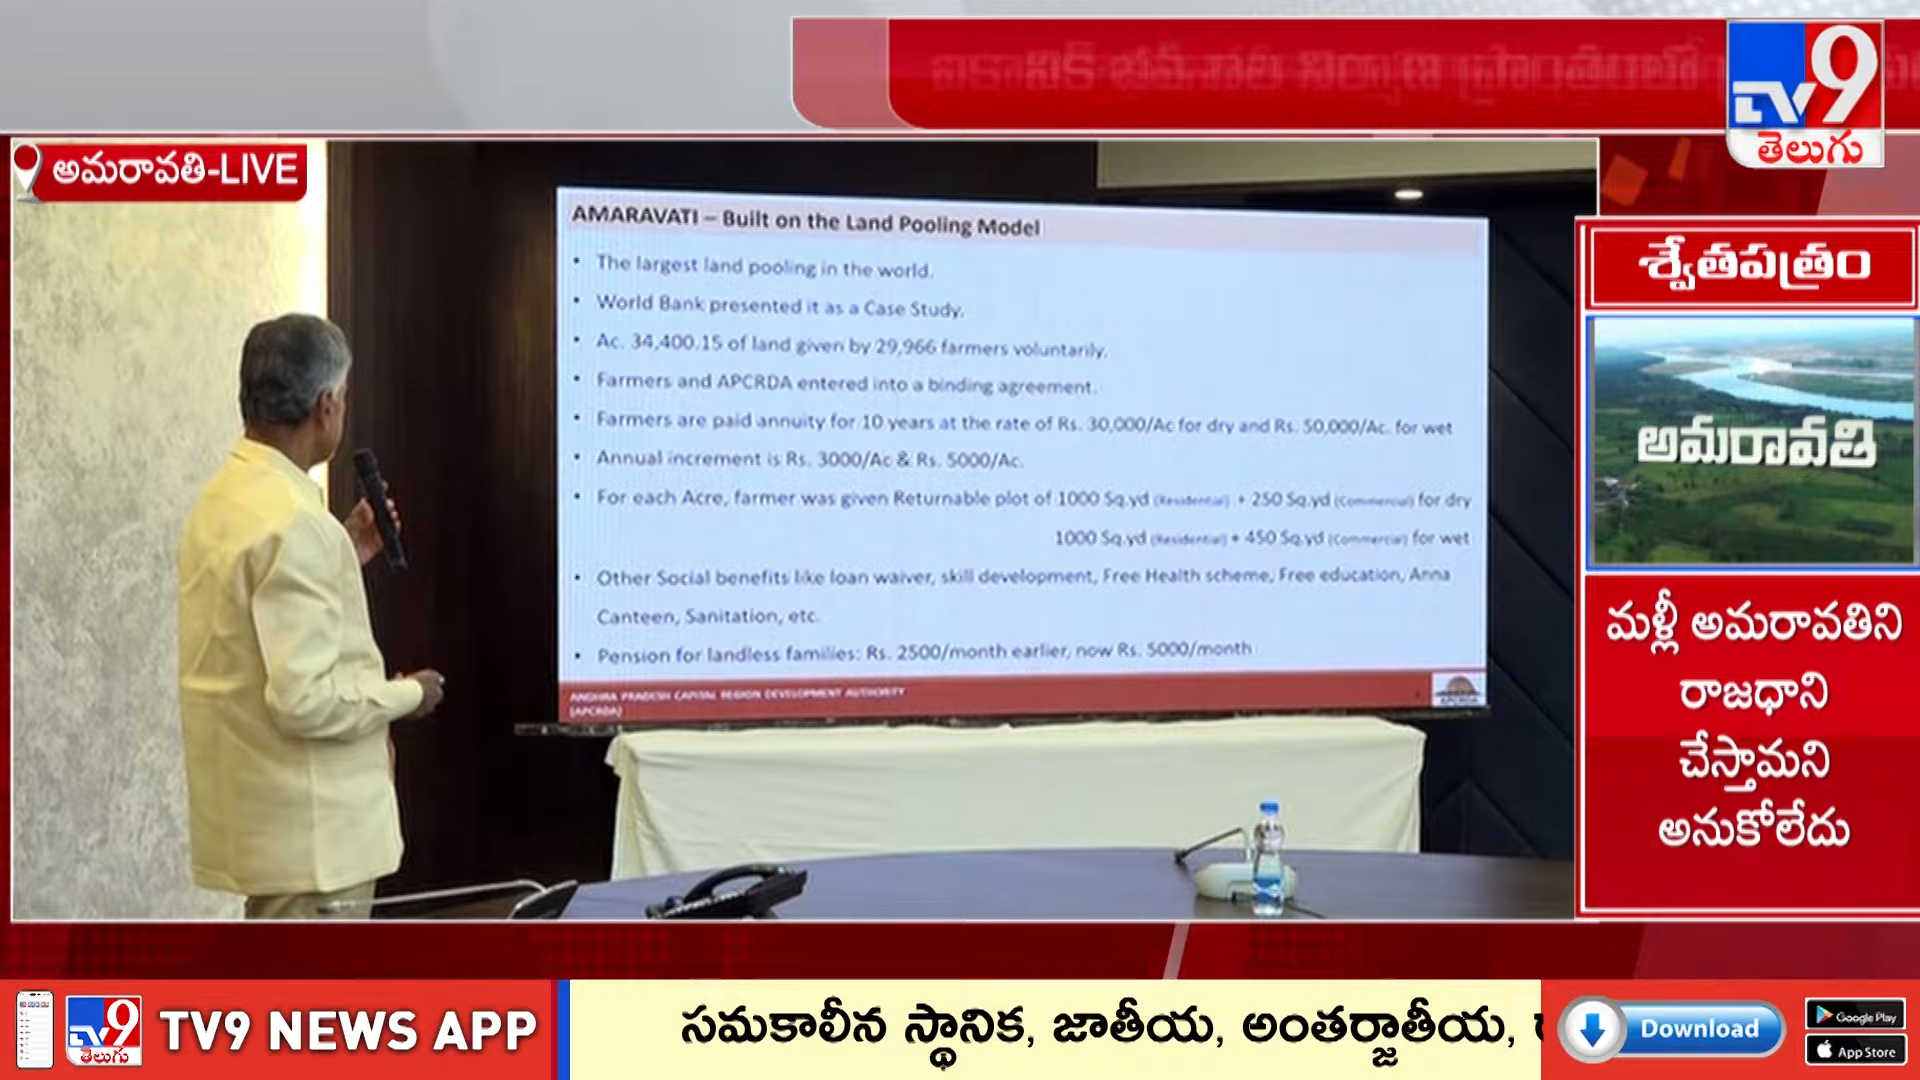 TV9
తెలుగు
అమరావతి-LIVE
AMARAVATI – Built on the Land Pooling Model
• The largest land pooling in the world.
• World Bank presented it as a Case Study.
• Ac. 34,400.15 of land given by 29,966 farmers voluntarily.
• Farmers and APCRDA entered into a binding agreement.
• Farmers are paid annuity for 10 years at the rate of Rs. 30,000/Ac for dry and Rs. 50,000/Ac. for wet
• Annual increment is Rs. 3000/Ac & Rs. 5000/Ac.
• For each Acre, farmer was given Returnable plot of 1000 Sq.yd (Residential) + 250 Sq.yd (Commercial) for dry
1000 Sq.yd (Residential) + 450 Sq.yd (Commercial) for wet
• Other Social benefits like loan waiver, skill development, Free Health scheme, Free education, Anna
Canteen, Sanitation, etc.
• Pension for landless families: Rs. 2500/month earlier, now Rs. 5000/month
ANDHRA PRADESH CAPITAL REGION DEVELOPMENT AUTHORITY
(APCRDA)
APCRDA
శ్వేతపత్రం
అమరావతి
మళ్లీ అమరావతిని
రాజధాని
చేస్తామని
అనుకోలేదు
TV9
తెలుగు
TV9 NEWS APP
సమకాలీన స్థానిక, జాతీయ, అంతర్జాతీయ,
Download
Google Play
App Store